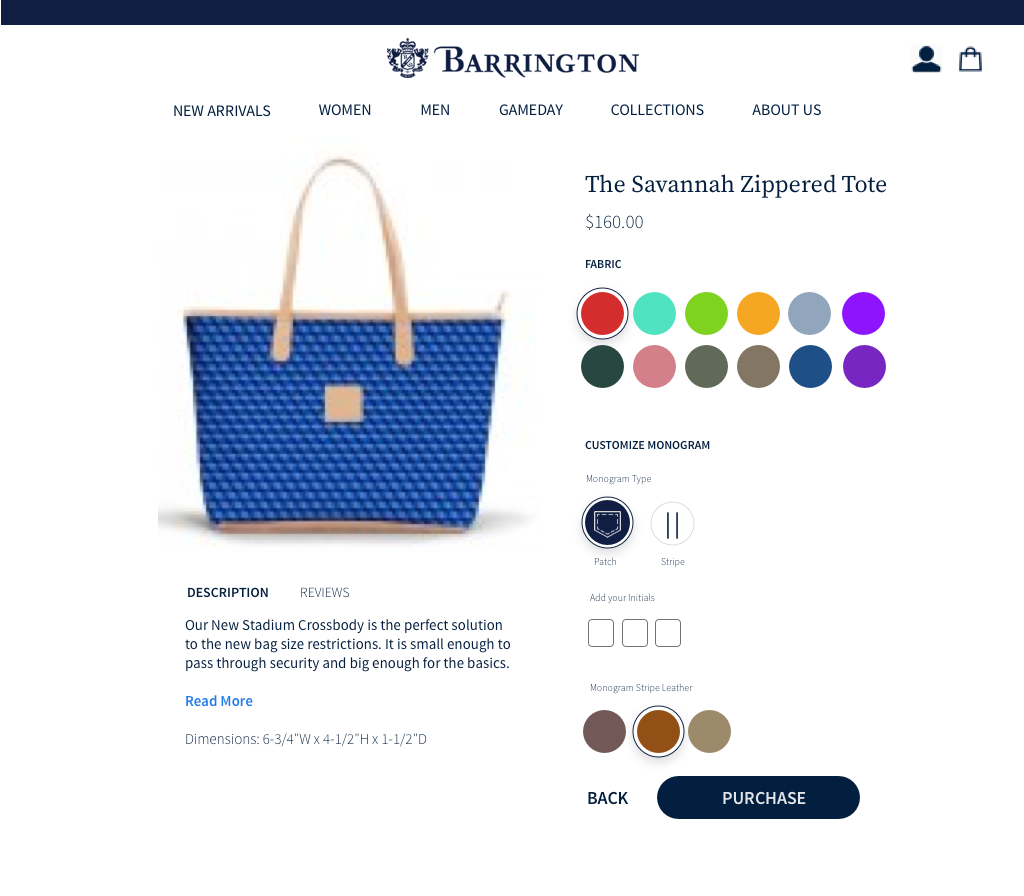 BARRINGTON
NEW ARRIVALS WOMEN MEN GAMEDAY COLLECTIONS ABOUT US
The Savannah Zippered Tote
$160.00
FABRIC
CUSTOMIZE MONOGRAM
Monogram Type
Patch Stripe
Add your Initials
Monogram Stripe Leather
BACK PURCHASE
DESCRIPTION REVIEWS
Our New Stadium Crossbody is the perfect solution
to the new bag size restrictions. It is small enough to
pass through security and big enough for the basics.
Read More
Dimensions: 6-3/4"W x 4-1/2"H x 1-1/2"D